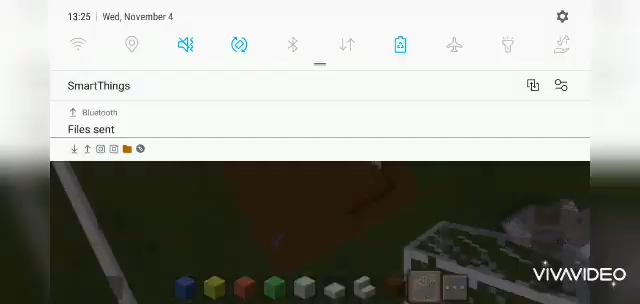 13:25 | Wed, November 4
SmartThings
Bluetooth
Files sent
VIVAVIDEO